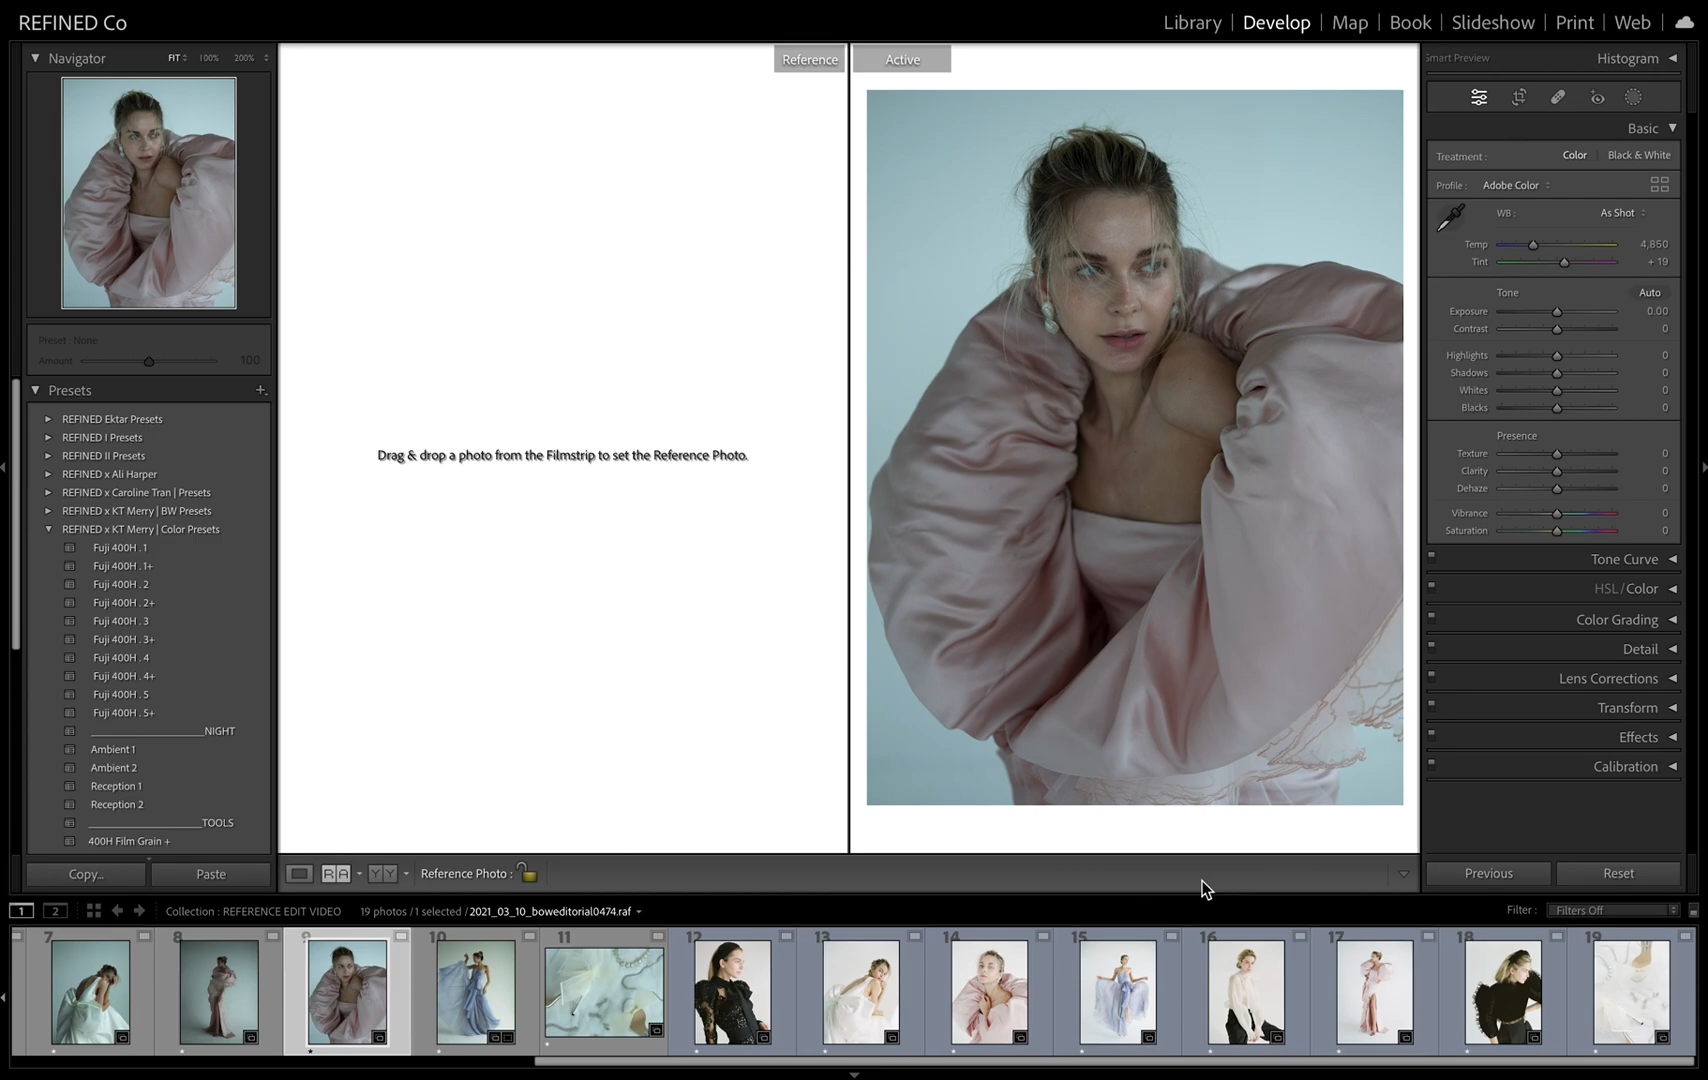 REFINED Co
Library | Develop | Map | Book | Slideshow | Print | Web
Navigator FIT 100% 200%
Preset : None
Amount 100
Presets +
REFINED Ektar Presets
REFINED I Presets
REFINED II Presets
REFINED x Ali Harper
REFINED x Caroline Tran | Presets
REFINED x KT Merry | BW Presets
REFINED x KT Merry | Color Presets
Fuji 400H . 1
Fuji 400H . 1+
Fuji 400H . 2
Fuji 400H . 2+
Fuji 400H . 3
Fuji 400H . 3+
Fuji 400H . 4
Fuji 400H . 4+
Fuji 400H . 5
Fuji 400H . 5+
____________________NIGHT
Ambient 1
Ambient 2
Reception 1
Reception 2
____________________TOOLS
400H Film Grain +
Copy... Paste
Reference Active
Drag & drop a photo from the Filmstrip to set the Reference Photo.
R A Y Y Reference Photo :
Smart Preview Histogram
Basic
Treatment : Color | Black & White
Profile : Adobe Color
WB : As Shot
Temp 4,850
Tint + 19
Tone Auto
Exposure 0.00
Contrast 0
Highlights 0
Shadows 0
Whites 0
Blacks 0
Presence
Texture 0
Clarity 0
Dehaze 0
Vibrance 0
Saturation 0
Tone Curve
HSL / Color
Color Grading
Detail
Lens Corrections
Transform
Effects
Calibration
Previous Reset
1 2 Collection : REFERENCE EDIT VIDEO 19 photos / 1 selected / 2021_03_10_boweditorial0474.raf Filter : Filters Off
7 8 9 10 11 12 13 14 15 16 17 18 19